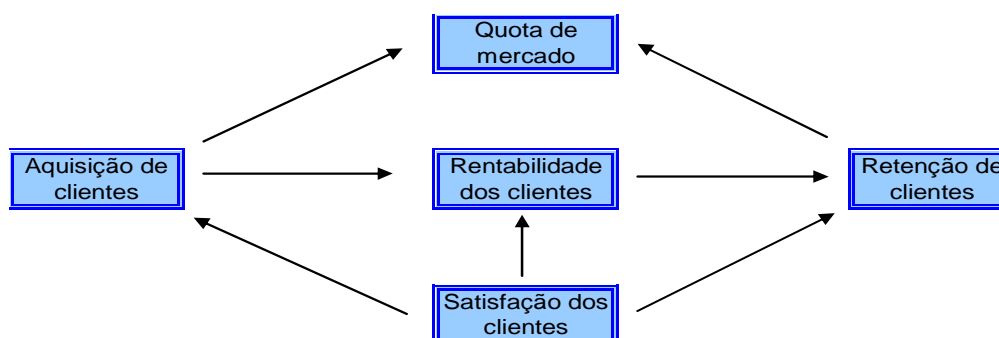 Quota de
mercado
Aquisição de
clientes
Rentabilidade
dos clientes
Retenção de
clientes
Satisfação dos
clientes